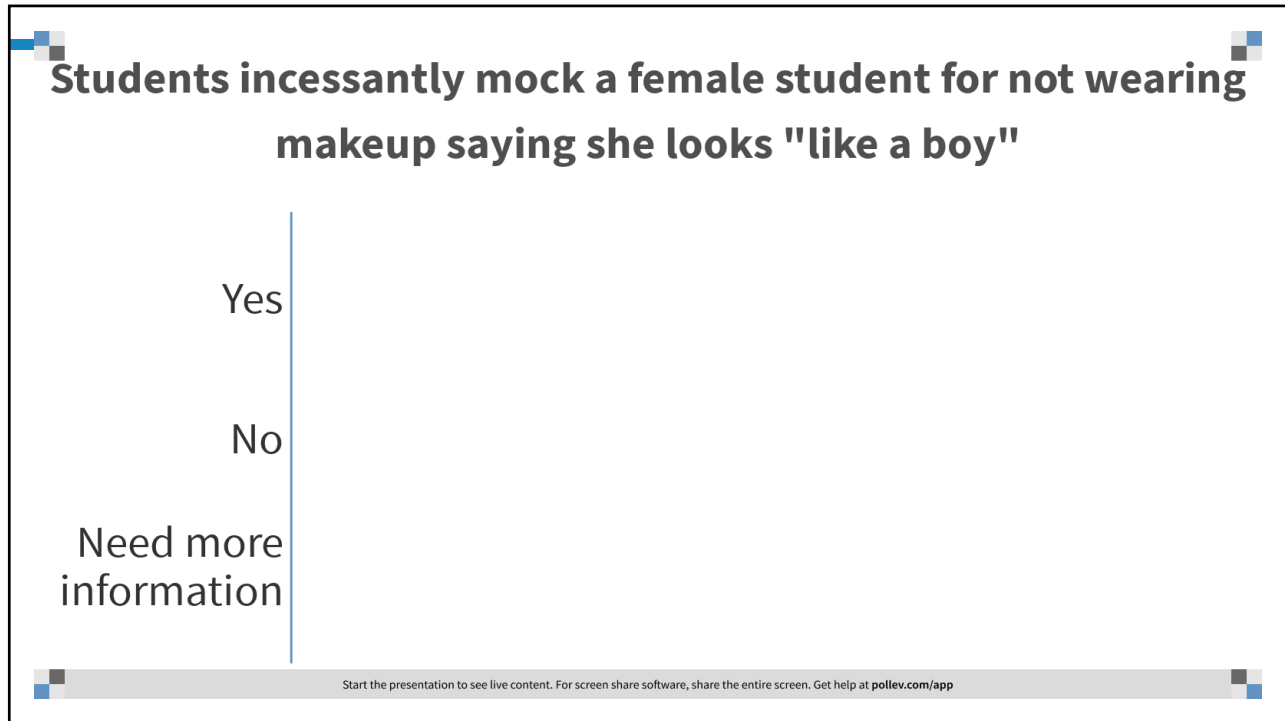 Students incessantly mock a female student for not wearing
makeup saying she looks "like a boy"
Yes
No
Need more
information
Start the presentation to see live content. For screen share software, share the entire screen. Get help at pollev.com/app